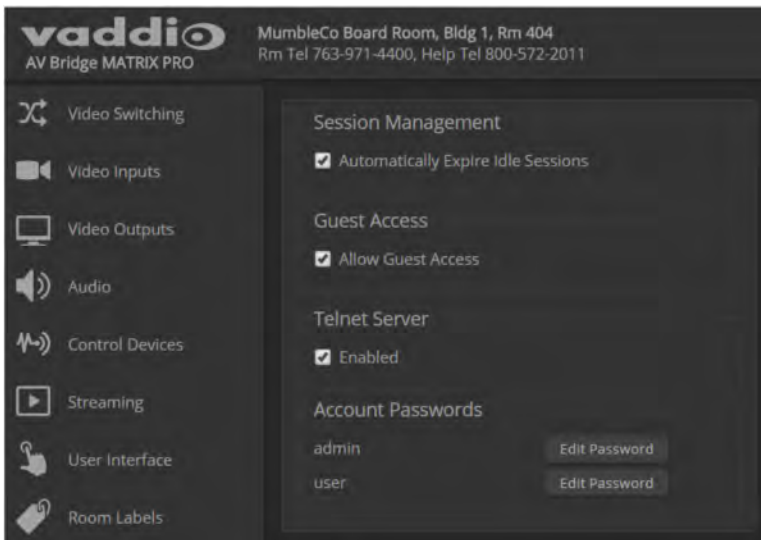 vaddio
AV Bridge MATRIX PRO
MumbleCo Board Room, Bldg 1, Rm 404
Rm Tel 763-971-4400, Help Tel 800-572-2011
Video Switching
Video Inputs
Video Outputs
Audio
Control Devices
Streaming
User Interface
Room Labels
Session Management
Automatically Expire Idle Sessions
Guest Access
Allow Guest Access
Telnet Server
Enabled
Account Passwords
admin Edit Password
user Edit Password